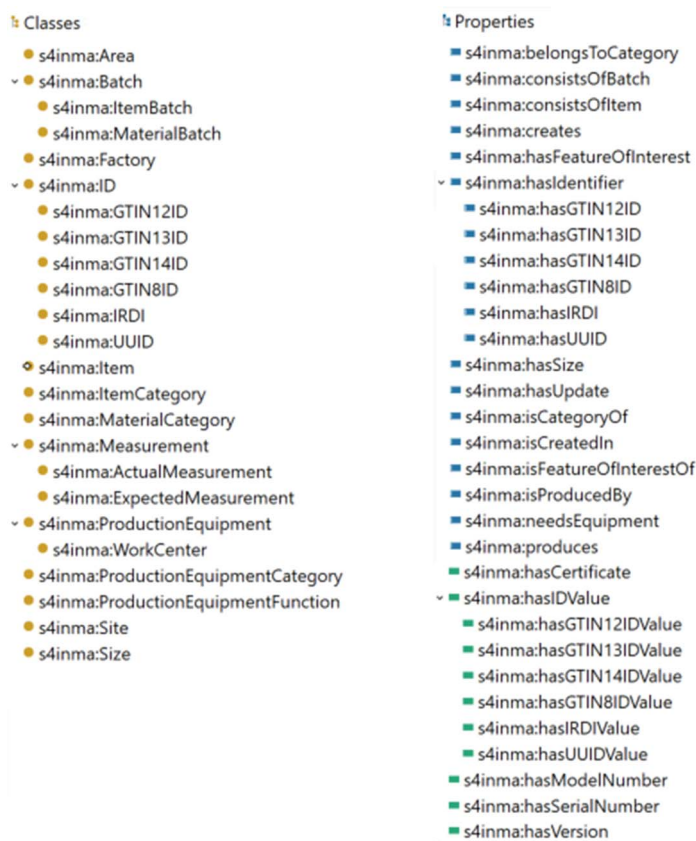 Classes
s4inma:Area
s4inma:Batch
s4inma:ItemBatch
s4inma:MaterialBatch
s4inma:Factory
s4inma:ID
s4inma:GTIN12ID
s4inma:GTIN13ID
s4inma:GTIN14ID
s4inma:GTIN8ID
s4inma:IRDI
s4inma:UUID
s4inma:Item
s4inma:ItemCategory
s4inma:MaterialCategory
s4inma:Measurement
s4inma:ActualMeasurement
s4inma:ExpectedMeasurement
s4inma:ProductionEquipment
s4inma:WorkCenter
s4inma:ProductionEquipmentCategory
s4inma:ProductionEquipmentFunction
s4inma:Site
s4inma:Size
Properties
s4inma:belongsToCategory
s4inma:consistsOfBatch
s4inma:consistsOfItem
s4inma:creates
s4inma:hasFeatureOfInterest
s4inma:hasIdentifier
s4inma:hasGTIN12ID
s4inma:hasGTIN13ID
s4inma:hasGTIN14ID
s4inma:hasGTIN8ID
s4inma:hasIRDI
s4inma:hasUUID
s4inma:hasSize
s4inma:hasUpdate
s4inma:isCategoryOf
s4inma:isCreatedIn
s4inma:isFeatureOfInterestOf
s4inma:isProducedBy
s4inma:needsEquipment
s4inma:produces
s4inma:hasCertificate
s4inma:hasIDValue
s4inma:hasGTIN12IDValue
s4inma:hasGTIN13IDValue
s4inma:hasGTIN14IDValue
s4inma:hasGTIN8IDValue
s4inma:hasIRDIValue
s4inma:hasUUIDValue
s4inma:hasModelNumber
s4inma:hasSerialNumber
s4inma:hasVersion